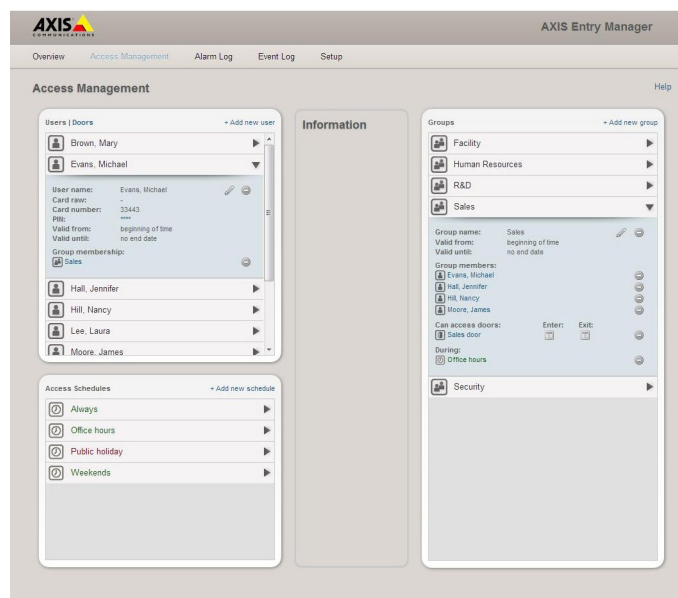 AXIS
COMMUNICATIONS
AXIS Entry Manager
Overview Access Management Alarm Log Event Log Setup
Access Management
Help
Users | Doors + Add new user
Brown, Mary
Evans, Michael
User name: Evans, Michael
Card raw: -
Card number: 33443
PIN: ****
Valid from: beginning of time
Valid until: no end date
Group membership:
Sales
Hall, Jennifer
Hill, Nancy
Lee, Laura
Moore, James
Access Schedules + Add new schedule
Always
Office hours
Public holiday
Weekends
Information
Groups + Add new group
Facility
Human Resources
R&D
Sales
Group name: Sales
Valid from: beginning of time
Valid until: no end date
Group members:
Evans, Michael
Hall, Jennifer
Hill, Nancy
Moore, James
Can access doors: Enter: Exit:
Sales door
During:
Office hours
Security